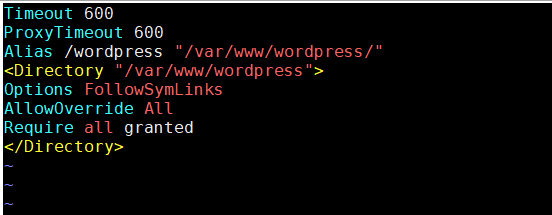 Timeout 600
ProxyTimeout 600
Alias /wordpress "/var/www/wordpress/"
<Directory "/var/www/wordpress">
Options FollowSymLinks
AllowOverride All
Require all granted
</Directory>
~
~
~